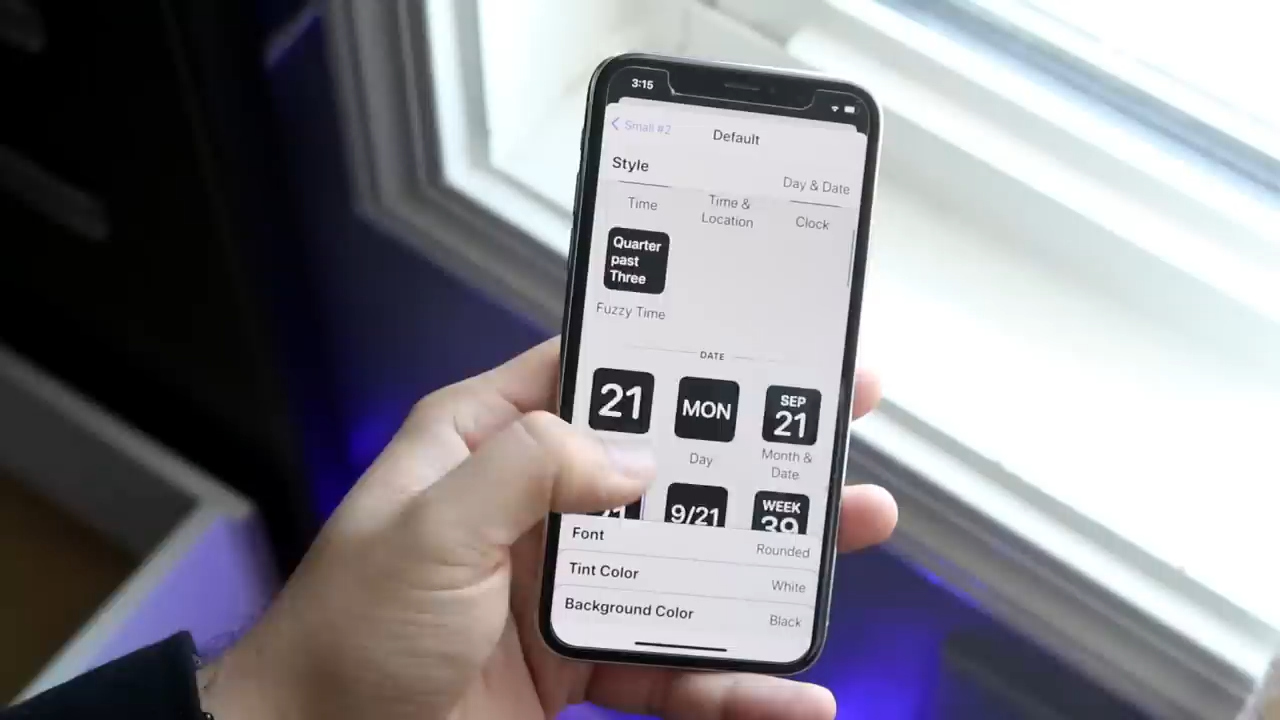 3:15
Small #2
Default
Style
Day & Date
Time
Time &
Location
Clock
Quarter
past
Three
Fuzzy Time
DATE
21
MON
SEP
21
Day
Month &
Date
9/21
WEEK
39
Font
Rounded
Tint Color
White
Background Color
Black